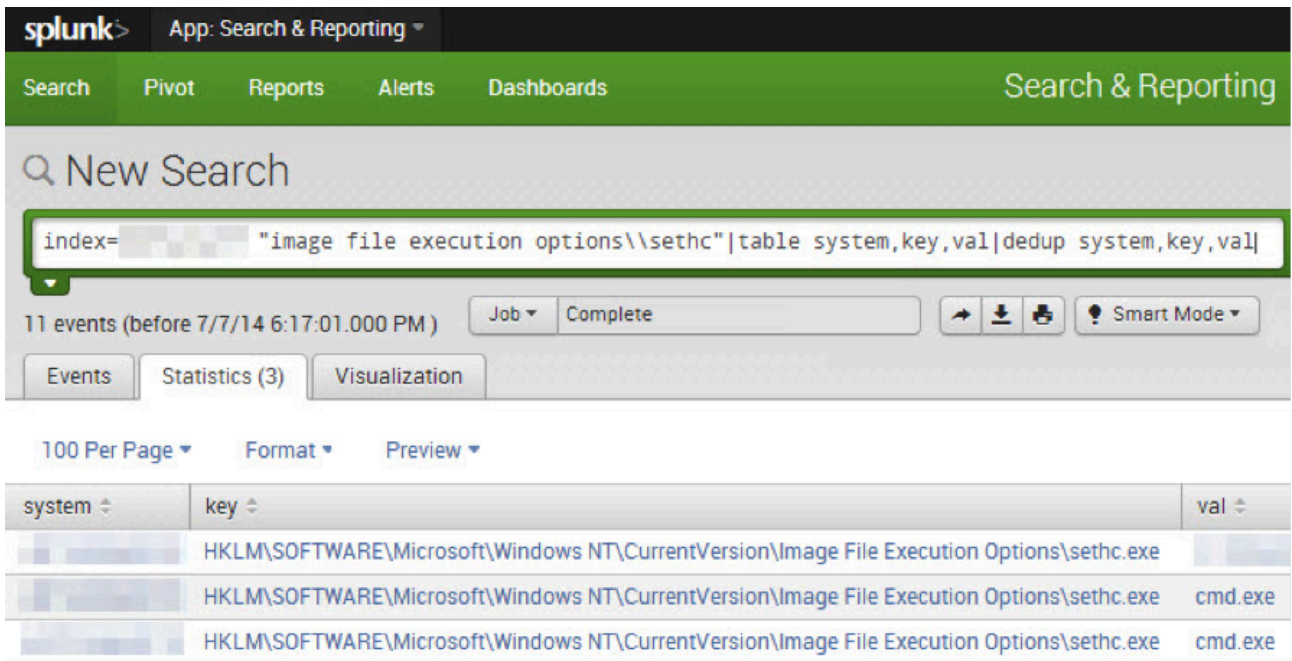 splunk> App: Search & Reporting
Search Pivot Reports Alerts Dashboards Search & Reporting
New Search
index= "image file execution options\\sethc"|table system,key,val|dedup system,key,val
11 events (before 7/7/14 6:17:01.000 PM ) Job Complete Smart Mode
Events Statistics (3) Visualization
100 Per Page Format Preview
system key val
HKLM\SOFTWARE\Microsoft\Windows NT\CurrentVersion\Image File Execution Options\sethc.exe
HKLM\SOFTWARE\Microsoft\Windows NT\CurrentVersion\Image File Execution Options\sethc.exe cmd.exe
HKLM\SOFTWARE\Microsoft\Windows NT\CurrentVersion\Image File Execution Options\sethc.exe cmd.exe